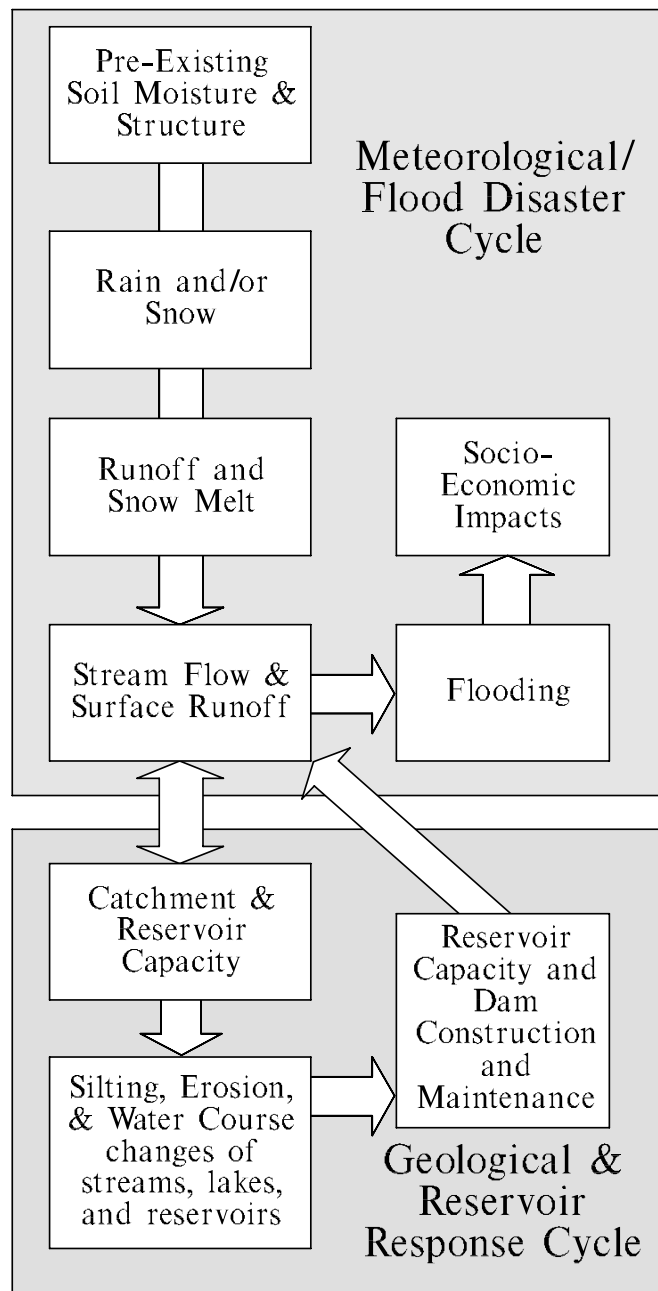 Pre-Existing
Soil Moisture &
Structure
Meteorological/
Flood Disaster
Cycle
Rain and/or
Snow
Runoff and
Snow Melt
Socio-
Economic
Impacts
Stream Flow &
Surface Runoff
Flooding
Catchment &
Reservoir
Capacity
Reservoir
Capacity and
Dam
Construction
and
Maintenance
Silting, Erosion,
& Water Course
changes of
streams, lakes,
and reservoirs
Geological &
Reservoir
Response Cycle